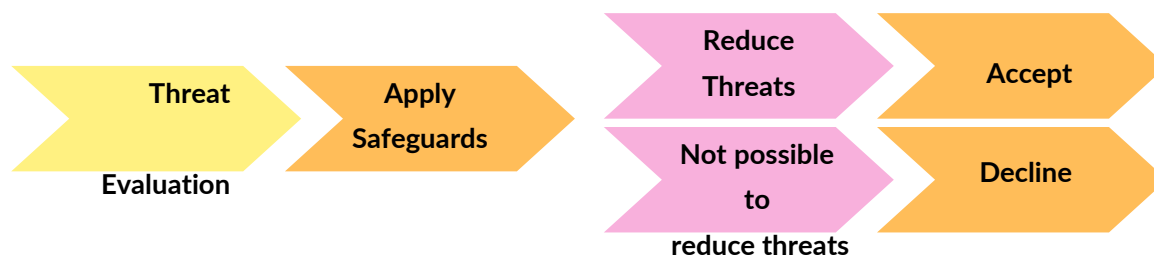 Threat
Evaluation
Apply
Safeguards
Reduce
Threats
Accept
Not possible
to
reduce threats
Decline